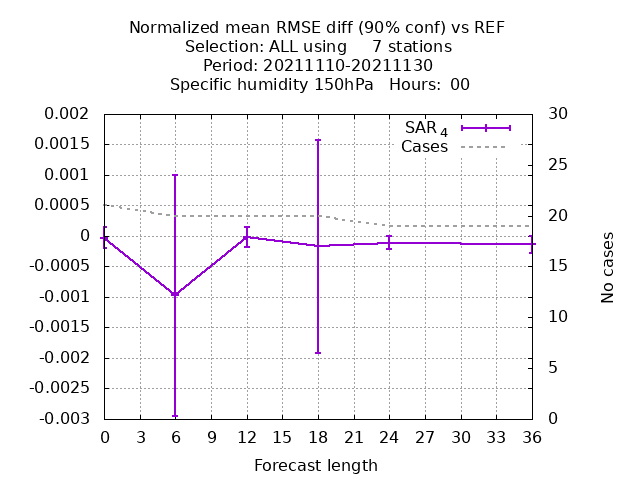 Normalized mean RMSE diff (90% conf) vs REF
Selection: ALL using     7 stations
Period: 20211110-20211130
Specific humidity 150hPa   Hours:  00
0.002
0.0015
0.001
0.0005
0
-0.0005
-0.001
-0.0015
-0.002
-0.0025
-0.003
SAR 4
Cases
30
25
20
15
10
5
0
No cases
0 3 6 9 12 15 18 21 24 27 30 33 36
Forecast length